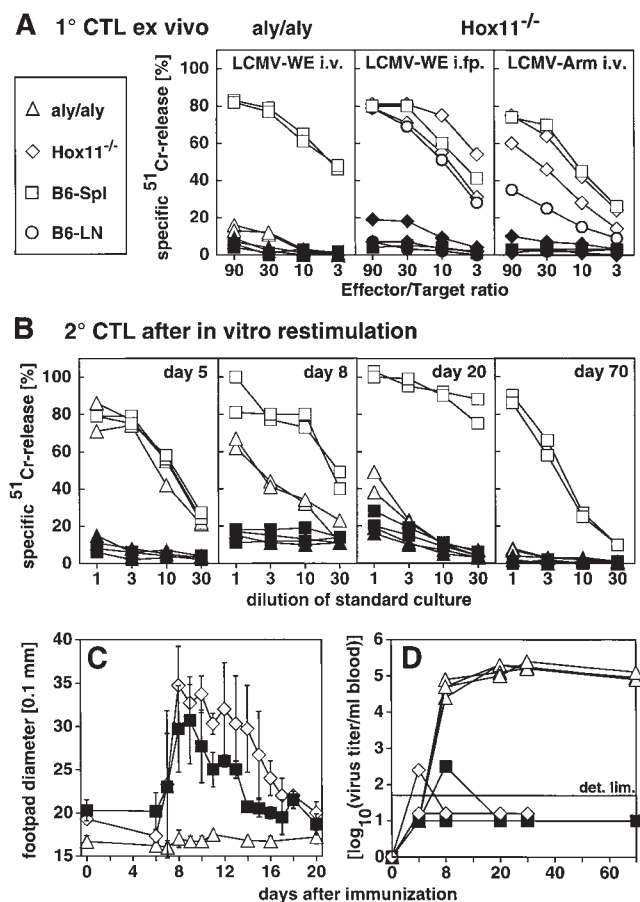 A 1° CTL ex vivo aly/aly Hox11-/-
LCMV-WE i.v. LCMV-WE i.fp. LCMV-Arm i.v.
aly/aly
Hox11-/-
B6-Spl
B6-LN
specific 51Cr-release [%]
100
80
60
40
20
0
90 30 10 3 90 30 10 3 90 30 10 3
Effector/Target ratio
B 2° CTL after in vitro restimulation
day 5 day 8 day 20 day 70
specific 51Cr-release [%]
100
80
60
40
20
0
1 3 10 30 1 3 10 30 1 3 10 30 1 3 10 30
dilution of standard culture
C
footpad diameter [0.1 mm]
40
35
30
25
20
15
0 4 8 12 16 20
D
[log10(virus titer/ml blood)]
6
5
4
3
2
1
0
det. lim.
0 8 20 40 60
days after immunization